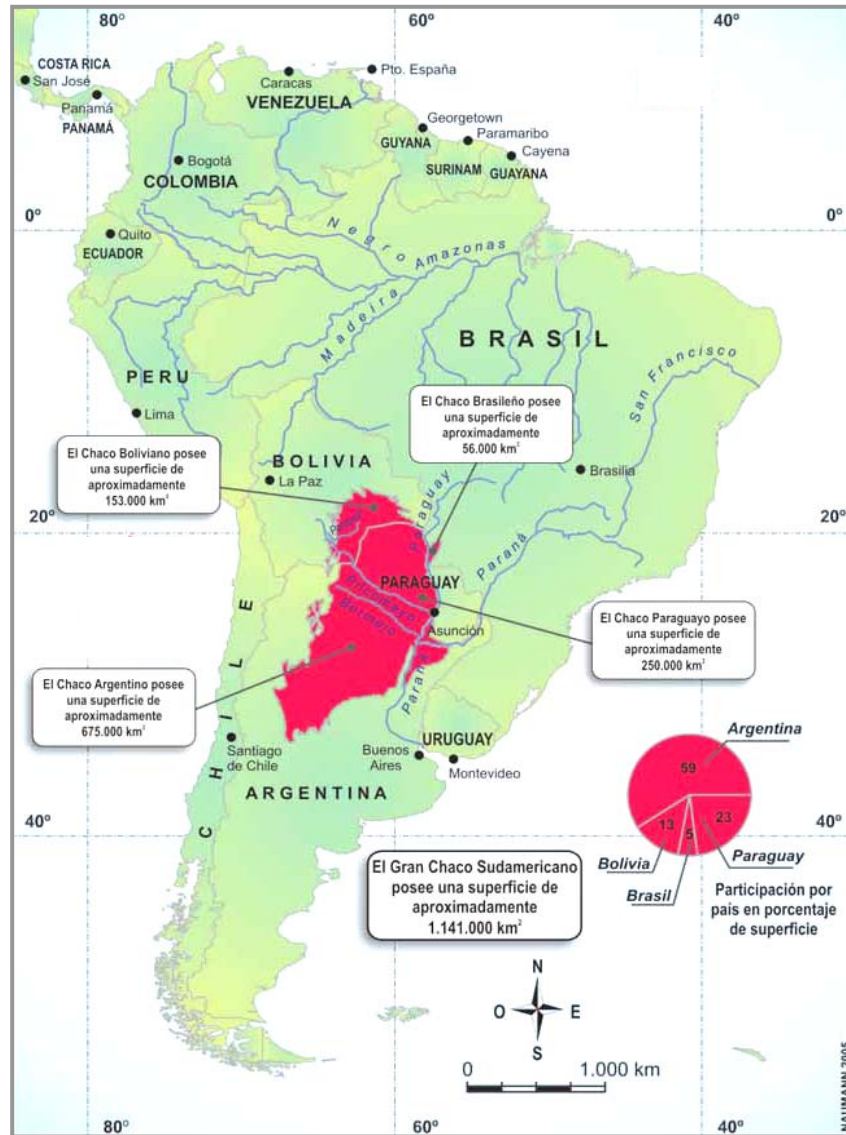 80°
60°
40°
COSTA RICA
San José
Panamá
PANAMÁ
Caracas
VENEZUELA
Pto. España
Georgetown
GUYANA
Paramaribo
SURINAM
Cayena
GUAYANA
Bogotá
COLOMBIA
0°
0°
Quito
ECUADOR
Negro
Amazonas
Madeira
BRASIL
San Francisco
PERU
Lima
El Chaco Brasileño posee
una superficie de
aproximadamente
56.000 km²
El Chaco Boliviano posee
una superficie de
aproximadamente
153.000 km²
BOLIVIA
La Paz
Brasilia
Paraguay
20°
20°
Paraná
PARAGUAY
Pilcomayo
Bermejo
Asunción
El Chaco Paraguayo posee
una superficie de
aproximadamente
250.000 km²
CHILE
El Chaco Argentino posee
una superficie de
aproximadamente
675.000 km²
Paraná
URUGUAY
Santiago
de Chile
Buenos
Aires
Montevideo
ARGENTINA
Argentina
59
13
5
23
Bolivia
Brasil
Paraguay
Participación por
país en porcentaje
de superficie
40°
40°
El Gran Chaco Sudamericano
posee una superficie de
aproximadamente
1.141.000 km²
N
O
E
S
0
1.000 km
NAUMANN 2005
80°
60°
40°